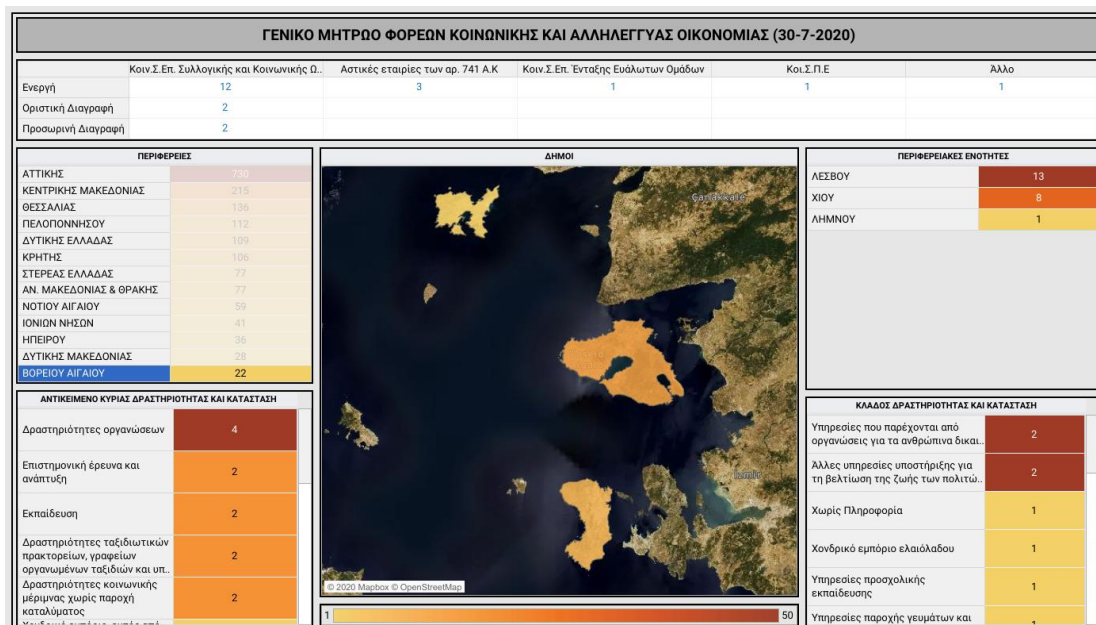 ΓΕΝΙΚΟ ΜΗΤΡΩΟ ΦΟΡΕΩΝ ΚΟΙΝΩΝΙΚΗΣ ΚΑΙ ΑΛΛΗΛΕΓΓΥΑΣ ΟΙΚΟΝΟΜΙΑΣ (30-7-2020)
Κοιν.Σ.Επ. Συλλογικής και Κοινωνικής Ω.. Αστικές εταιρίες των αρ. 741 Α.Κ Κοιν.Σ.Επ. Ένταξης Ευάλωτων Ομάδων Κοι.Σ.Π.Ε Άλλο
Ενεργή 12 3 1 1 1
Οριστική Διαγραφή 2
Προσωρινή Διαγραφή 2
ΠΕΡΙΦΕΡΕΙΕΣ
ΑΤΤΙΚΗΣ 730
ΚΕΝΤΡΙΚΗΣ ΜΑΚΕΔΟΝΙΑΣ 215
ΘΕΣΣΑΛΙΑΣ 136
ΠΕΛΟΠΟΝΝΗΣΟΥ 112
ΔΥΤΙΚΗΣ ΕΛΛΑΔΑΣ 109
ΚΡΗΤΗΣ 106
ΣΤΕΡΕΑΣ ΕΛΛΑΔΑΣ 77
ΑΝ. ΜΑΚΕΔΟΝΙΑΣ & ΘΡΑΚΗΣ 77
ΝΟΤΙΟΥ ΑΙΓΑΙΟΥ 59
ΙΟΝΙΩΝ ΝΗΣΩΝ 41
ΗΠΕΙΡΟΥ 36
ΔΥΤΙΚΗΣ ΜΑΚΕΔΟΝΙΑΣ 28
ΒΟΡΕΙΟΥ ΑΙΓΑΙΟΥ 22
ΑΝΤΙΚΕΙΜΕΝΟ ΚΥΡΙΑΣ ΔΡΑΣΤΗΡΙΟΤΗΤΑΣ ΚΑΙ ΚΑΤΑΣΤΑΣΗ
Δραστηριότητες οργανώσεων 4
Επιστημονική έρευνα και
ανάπτυξη 2
Εκπαίδευση 2
Δραστηριότητες ταξιδιωτικών
πρακτορείων, γραφείων
οργανωμένων ταξιδιών και υπ.. 2
Δραστηριότητες κοινωνικής
μέριμνας χωρίς παροχή
καταλύματος 2
ΔΗΜΟΙ
Çanakkale
İzmir
© 2020 Mapbox © OpenStreetMap
1 50
ΠΕΡΙΦΕΡΕΙΑΚΕΣ ΕΝΟΤΗΤΕΣ
ΛΕΣΒΟΥ 13
ΧΙΟΥ 8
ΛΗΜΝΟΥ 1
ΚΛΑΔΟΣ ΔΡΑΣΤΗΡΙΟΤΗΤΑΣ ΚΑΙ ΚΑΤΑΣΤΑΣΗ
Υπηρεσίες που παρέχονται από
οργανώσεις για τα ανθρώπινα δικαι.. 2
Άλλες υπηρεσίες υποστήριξης για
τη βελτίωση της ζωής των πολιτώ.. 2
Χωρίς Πληροφορία 1
Χονδρικό εμπόριο ελαιόλαδου 1
Υπηρεσίες προσχολικής
εκπαίδευσης 1
Υπηρεσίες παροχής γευμάτων και 1